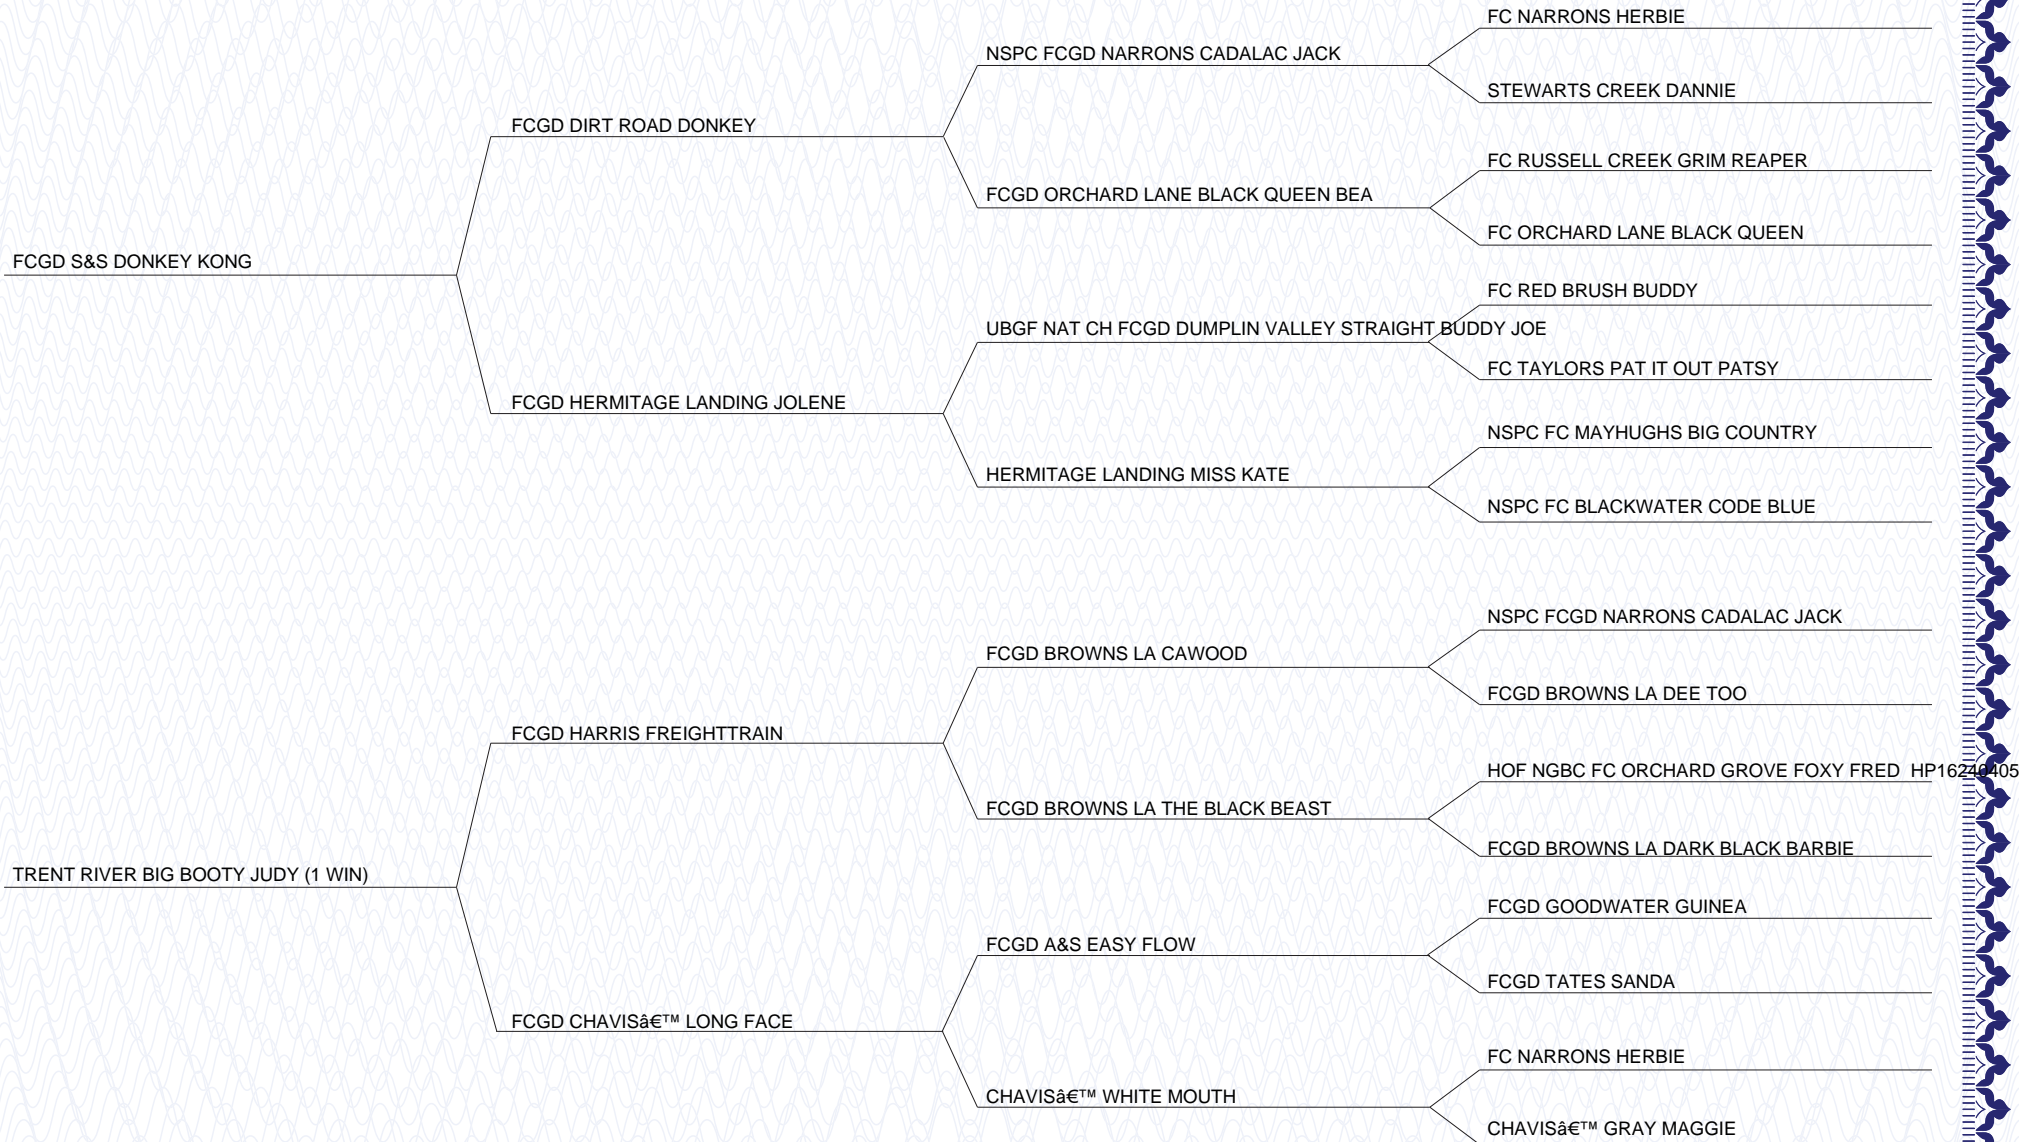 FC NARRONS HERBIE
NSPC FCGD NARRONS CADALAC JACK
STEWARTS CREEK DANNIE
FCGD DIRT ROAD DONKEY
FC RUSSELL CREEK GRIM REAPER
FCGD ORCHARD LANE BLACK QUEEN BEA
FC ORCHARD LANE BLACK QUEEN
FCGD S&S DONKEY KONG
FC RED BRUSH BUDDY
UBGF NAT CH FCGD DUMPLIN VALLEY STRAIGHT BUDDY JOE
FC TAYLORS PAT IT OUT PATSY
FCGD HERMITAGE LANDING JOLENE
NSPC FC MAYHUGHS BIG COUNTRY
HERMITAGE LANDING MISS KATE
NSPC FC BLACKWATER CODE BLUE
NSPC FCGD NARRONS CADALAC JACK
FCGD BROWNS LA CAWOOD
FCGD BROWNS LA DEE TOO
FCGD HARRIS FREIGHTTRAIN
HOF NGBC FC ORCHARD GROVE FOXY FRED HP16240405
FCGD BROWNS LA THE BLACK BEAST
FCGD BROWNS LA DARK BLACK BARBIE
TRENT RIVER BIG BOOTY JUDY (1 WIN)
FCGD GOODWATER GUINEA
FCGD A&S EASY FLOW
FCGD TATES SANDA
FCGD CHAVISâ€™ LONG FACE
FC NARRONS HERBIE
CHAVISâ€™ WHITE MOUTH
CHAVISâ€™ GRAY MAGGIE